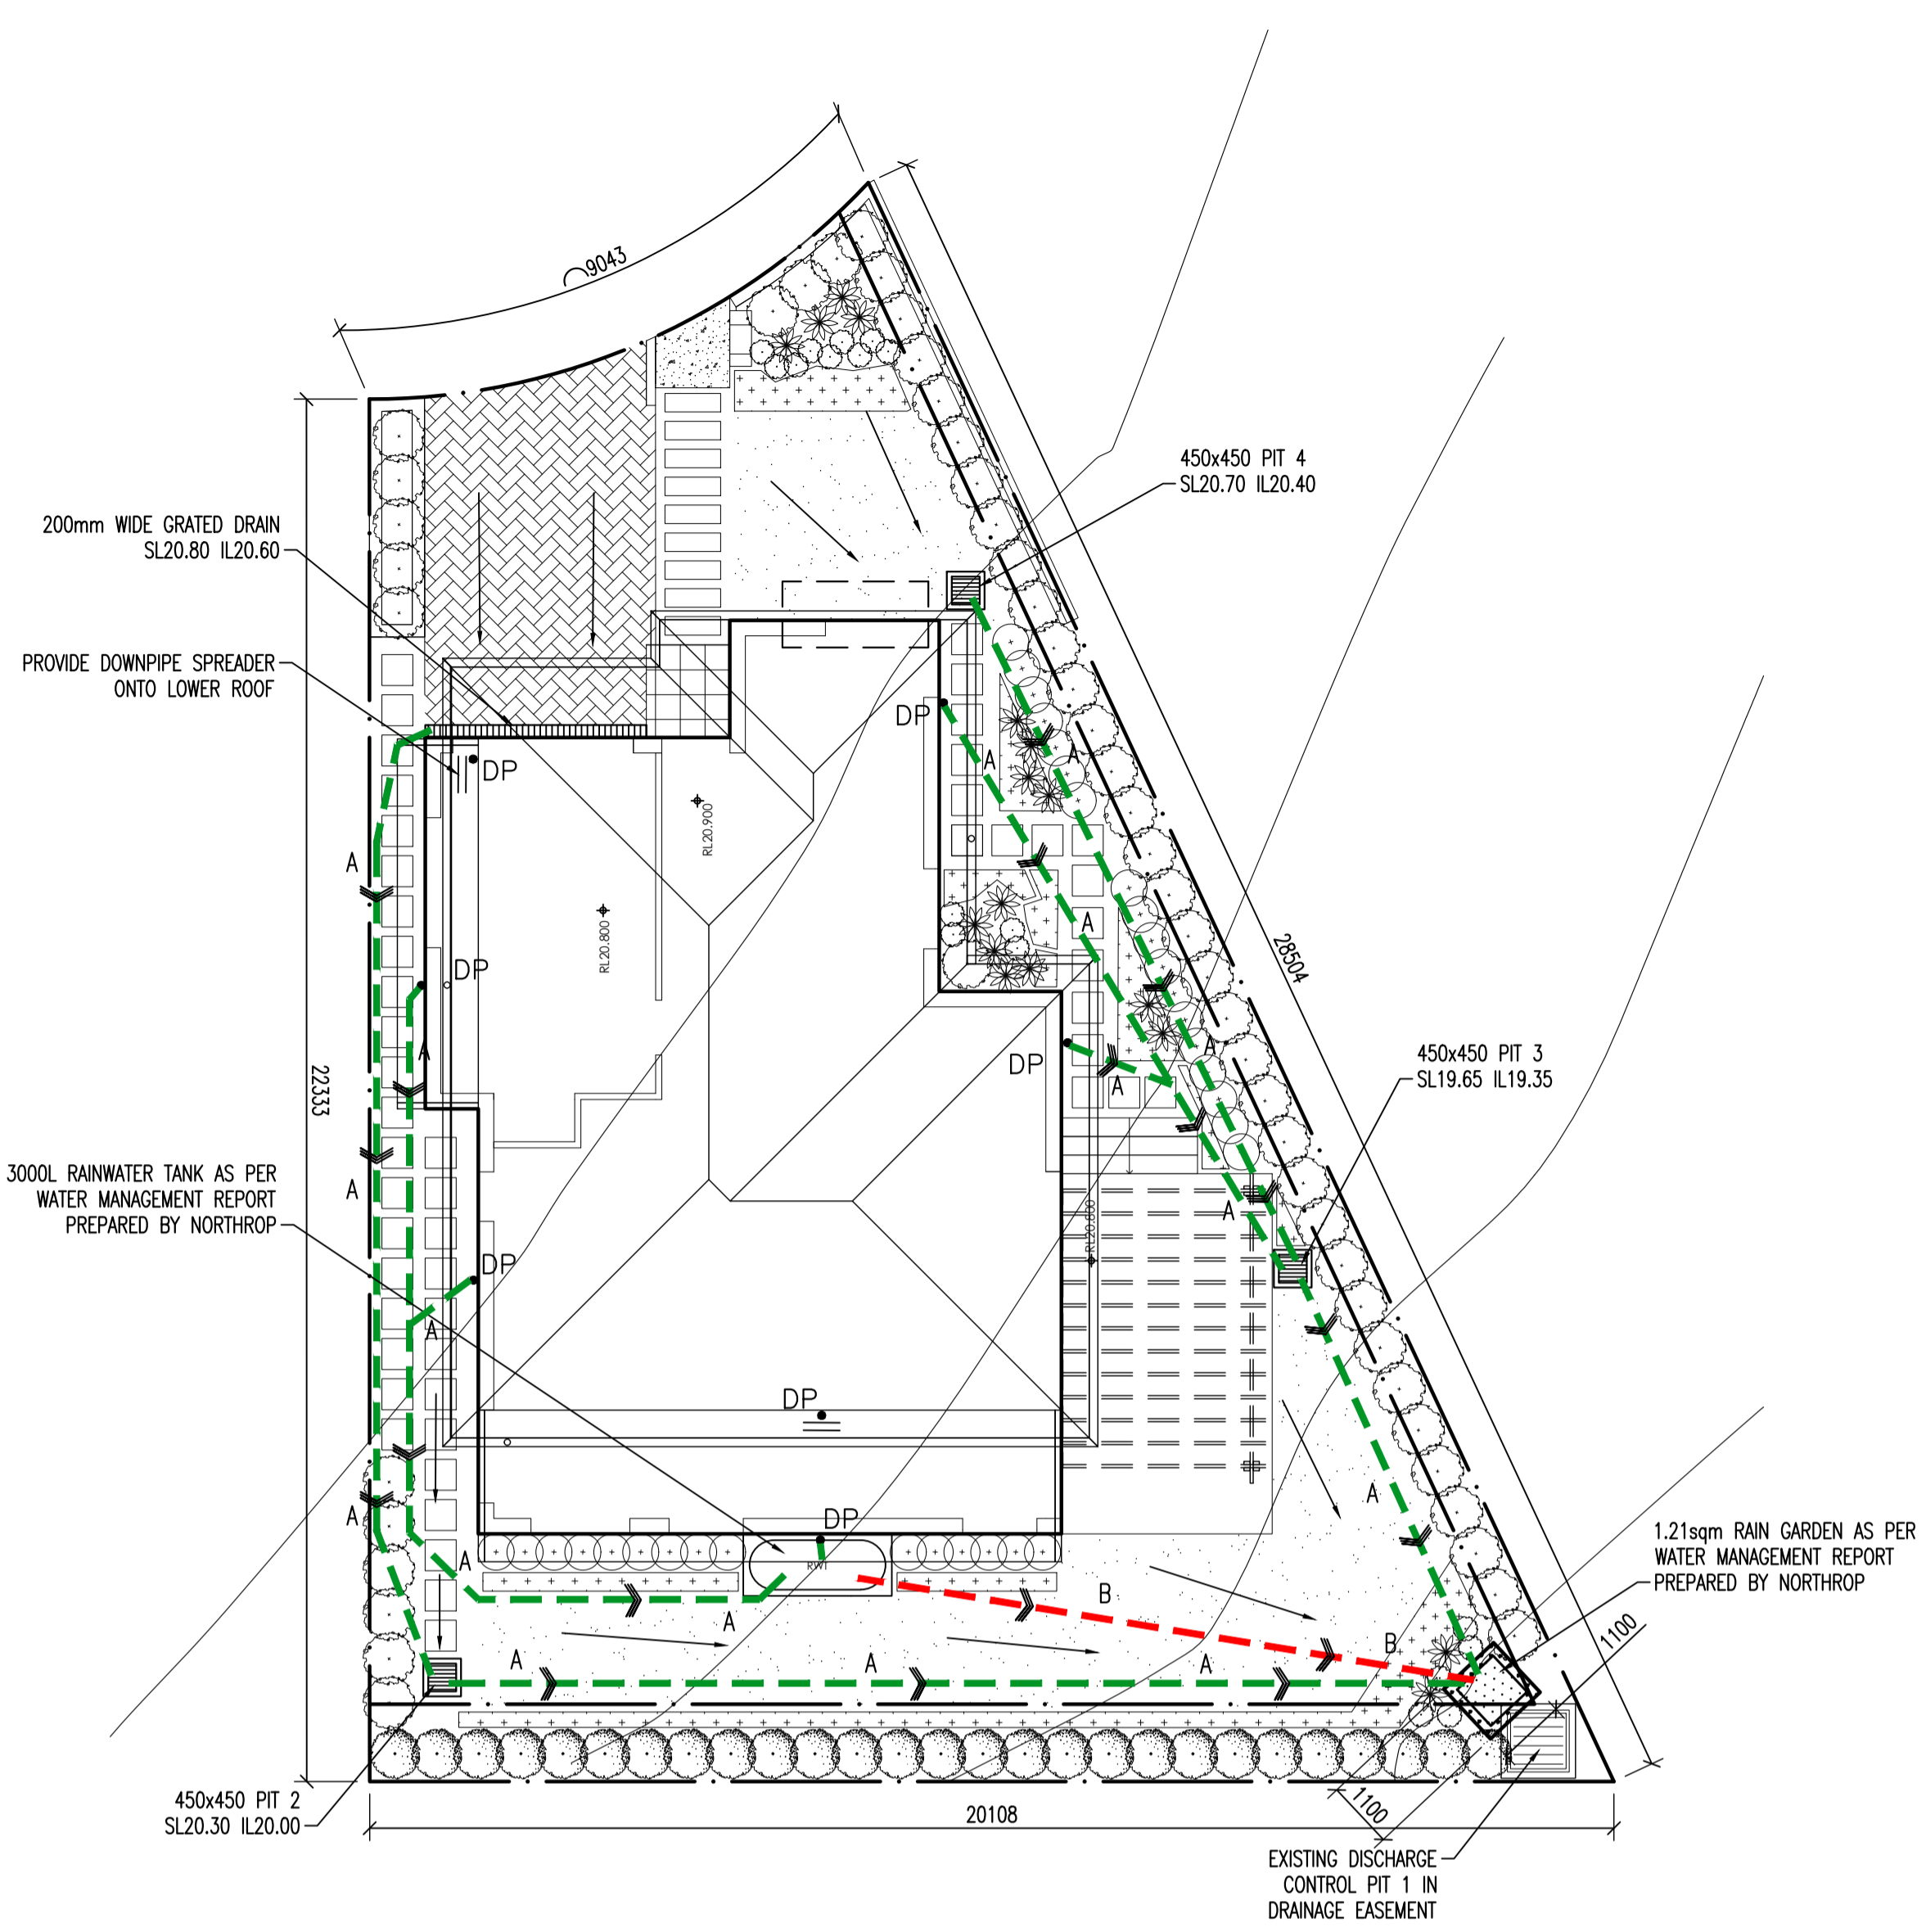 9043
450x450 PIT 4
SL20.70 IL20.40
200mm WIDE GRATED DRAIN
SL20.80 IL20.60
PROVIDE DOWNPIPE SPREADER
ONTO LOWER ROOF
DP
DP
A
A
RL20.900
A
RL20.800
A
28504
DP
A
A
DP
450x450 PIT 3
SL19.65 IL19.35
A
22333
3000L RAINWATER TANK AS PER
WATER MANAGEMENT REPORT
PREPARED BY NORTHROP
A
A
DP
A
DP
A
A
DP
1.21sqm RAIN GARDEN AS PER
WATER MANAGEMENT REPORT
PREPARED BY NORTHROP
A
RWT
B
A
1100
B
A
A
A
450x450 PIT 2
SL20.30 IL20.00
20108
1100
EXISTING DISCHARGE
CONTROL PIT 1 IN
DRAINAGE EASEMENT